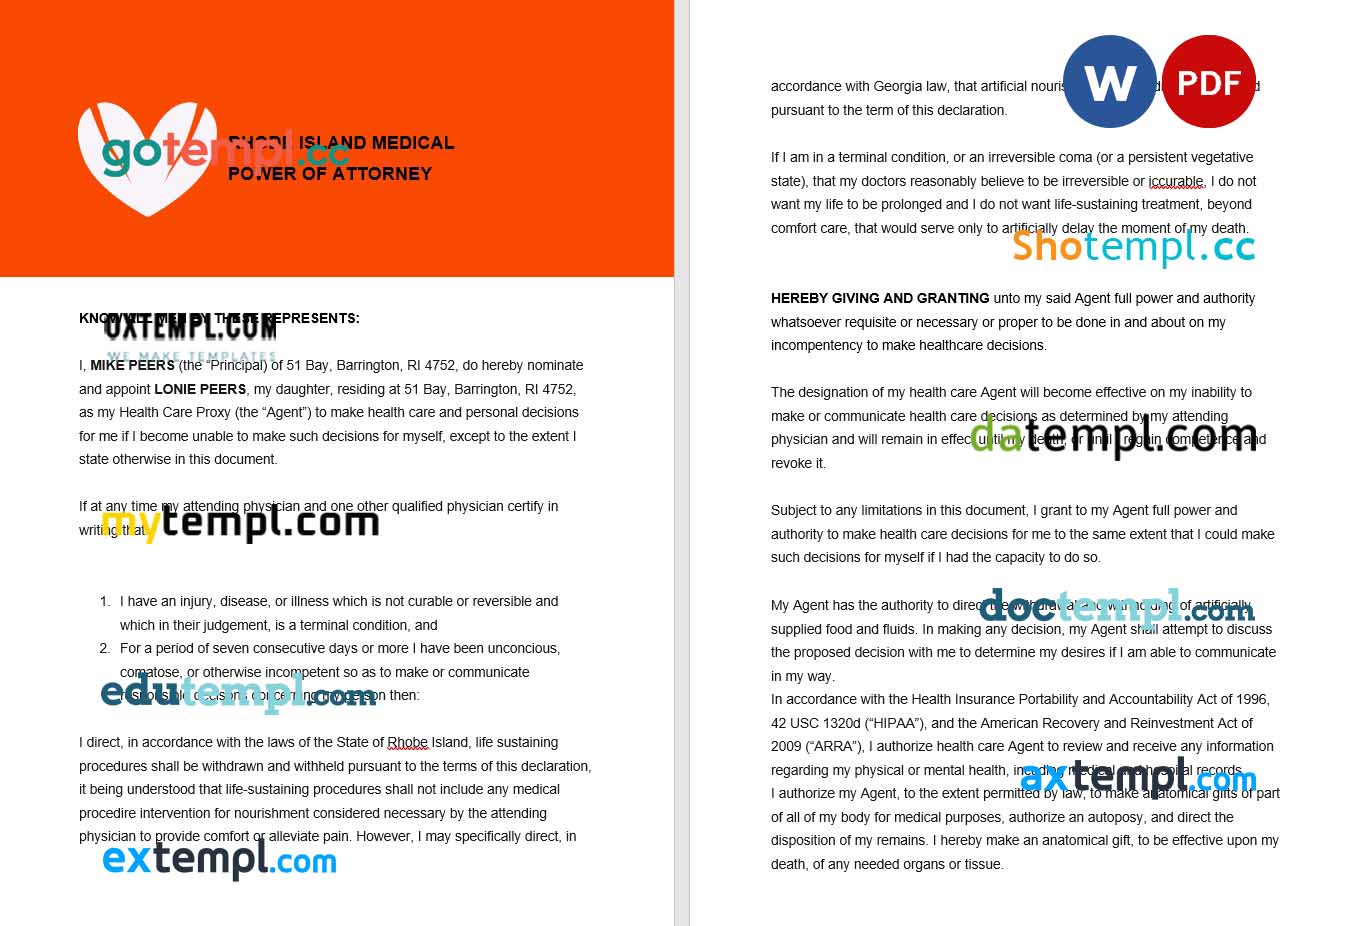 gotempl.cc
RHODE ISLAND MEDICAL
POWER OF ATTORNEY
KNOW ALL MEN BY THESE REPRESENTS:
OXTEMPL.COM
WE MAKE TEMPLATES
I, MIKE PEERS (the “Principal) of 51 Bay, Barrington, RI 4752, do hereby nominate
and appoint LONIE PEERS, my daughter, residing at 51 Bay, Barrington, RI 4752,
as my Health Care Proxy (the “Agent”) to make health care and personal decisions
for me if I become unable to make such decisions for myself, except to the extent I
state otherwise in this document.
If at any time my attending physician and one other qualified physician certify in
writing that
mytempl.com
1. I have an injury, disease, or illness which is not curable or reversible and
which in their judgement, is a terminal condition, and
2. For a period of seven consecutive days or more I have been unconcious,
comatose, or otherwise incompetent so as to make or communicate
responsible decisions concerning my person then:
edutempl.com
I direct, in accordance with the laws of the State of Rhobe Island, life sustaining
procedures shall be withdrawn and withheld pursuant to the terms of this declaration,
it being understood that life-sustaining procedures shall not include any medical
procedire intervention for nourishment considered necessary by the attending
physician to provide comfort or alleviate pain. However, I may specifically direct, in
extempl.com
W PDF
accordance with Georgia law, that artificial
pursuant to the term of this declaration.
If I am in a terminal condition, or an irreversible coma (or a persistent vegetative
state), that my doctors reasonably believe to be irreversible or iccurable, I do not
want my life to be prolonged and I do not want life-sustaining treatment, beyond
comfort care, that would serve only to artificially delay the moment of my death.
Shotempl.cc
HEREBY GIVING AND GRANTING unto my said Agent full power and authority
whatsoever requisite or necessary or proper to be done in and about on my
incompentency to make healthcare decisions.
The designation of my health care Agent will become effective on my inability to
make or communicate health care decisions as determined by my attending
physician and will remain in effect until my death, or until I regain competence and
revoke it.
datempl.com
Subject to any limitations in this document, I grant to my Agent full power and
authority to make health care decisions for me to the same extent that I could make
such decisions for myself if I had the capacity to do so.
My Agent has the authority to direct the withdrawal and withholding of artificially
supplied food and fluids. In making any decision, my Agent shall attempt to discuss
the proposed decision with me to determine my desires if I am able to communicate
in my way.
doctempl.com
In accordance with the Health Insurance Portability and Accountability Act of 1996,
42 USC 1320d (“HIPAA”), and the American Recovery and Reinvestment Act of
2009 (“ARRA”), I authorize health care Agent to review and receive any information
regarding my physical or mental health, including medical and hospital records.
axtempl.com
I authorize my Agent, to the extent permitted by law, to make anatomical gifts of part
of all of my body for medical purposes, authorize an autoposy, and direct the
disposition of my remains. I hereby make an anatomical gift, to be effective upon my
death, of any needed organs or tissue.